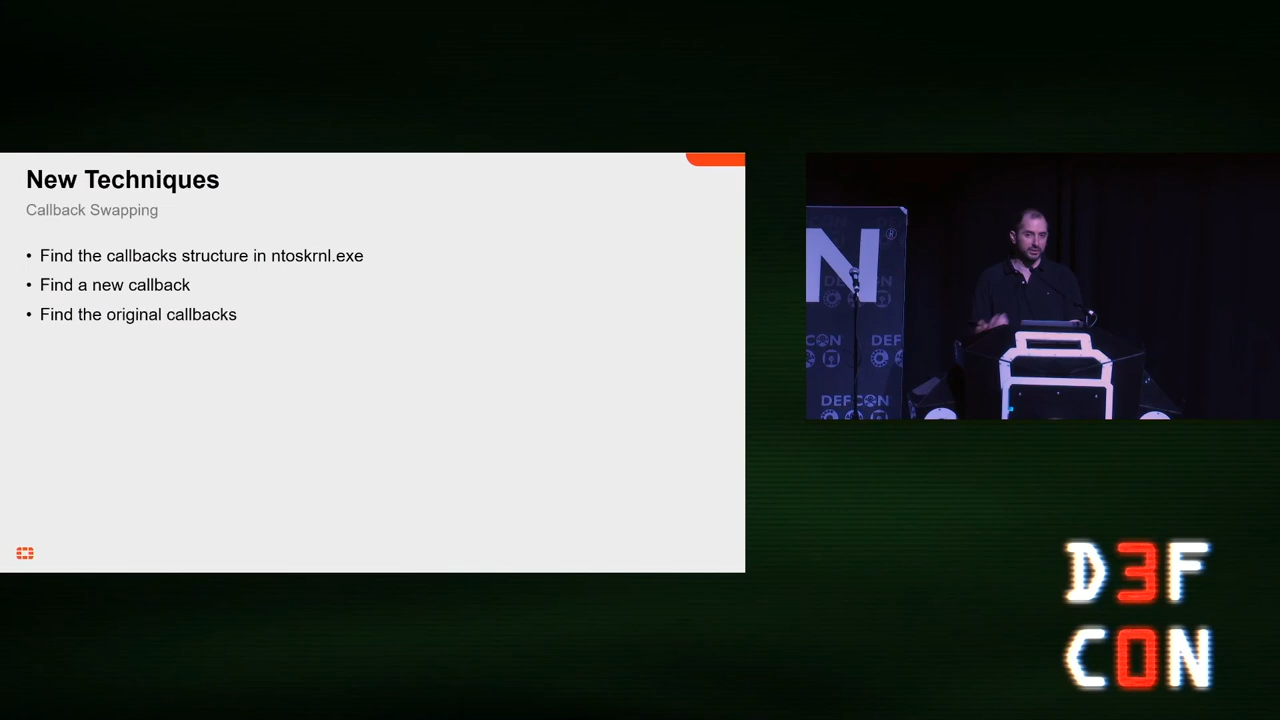 New Techniques
Callback Swapping
• Find the callbacks structure in ntoskrnl.exe
• Find a new callback
• Find the original callbacks
N®
DEFCON
D3F
CON